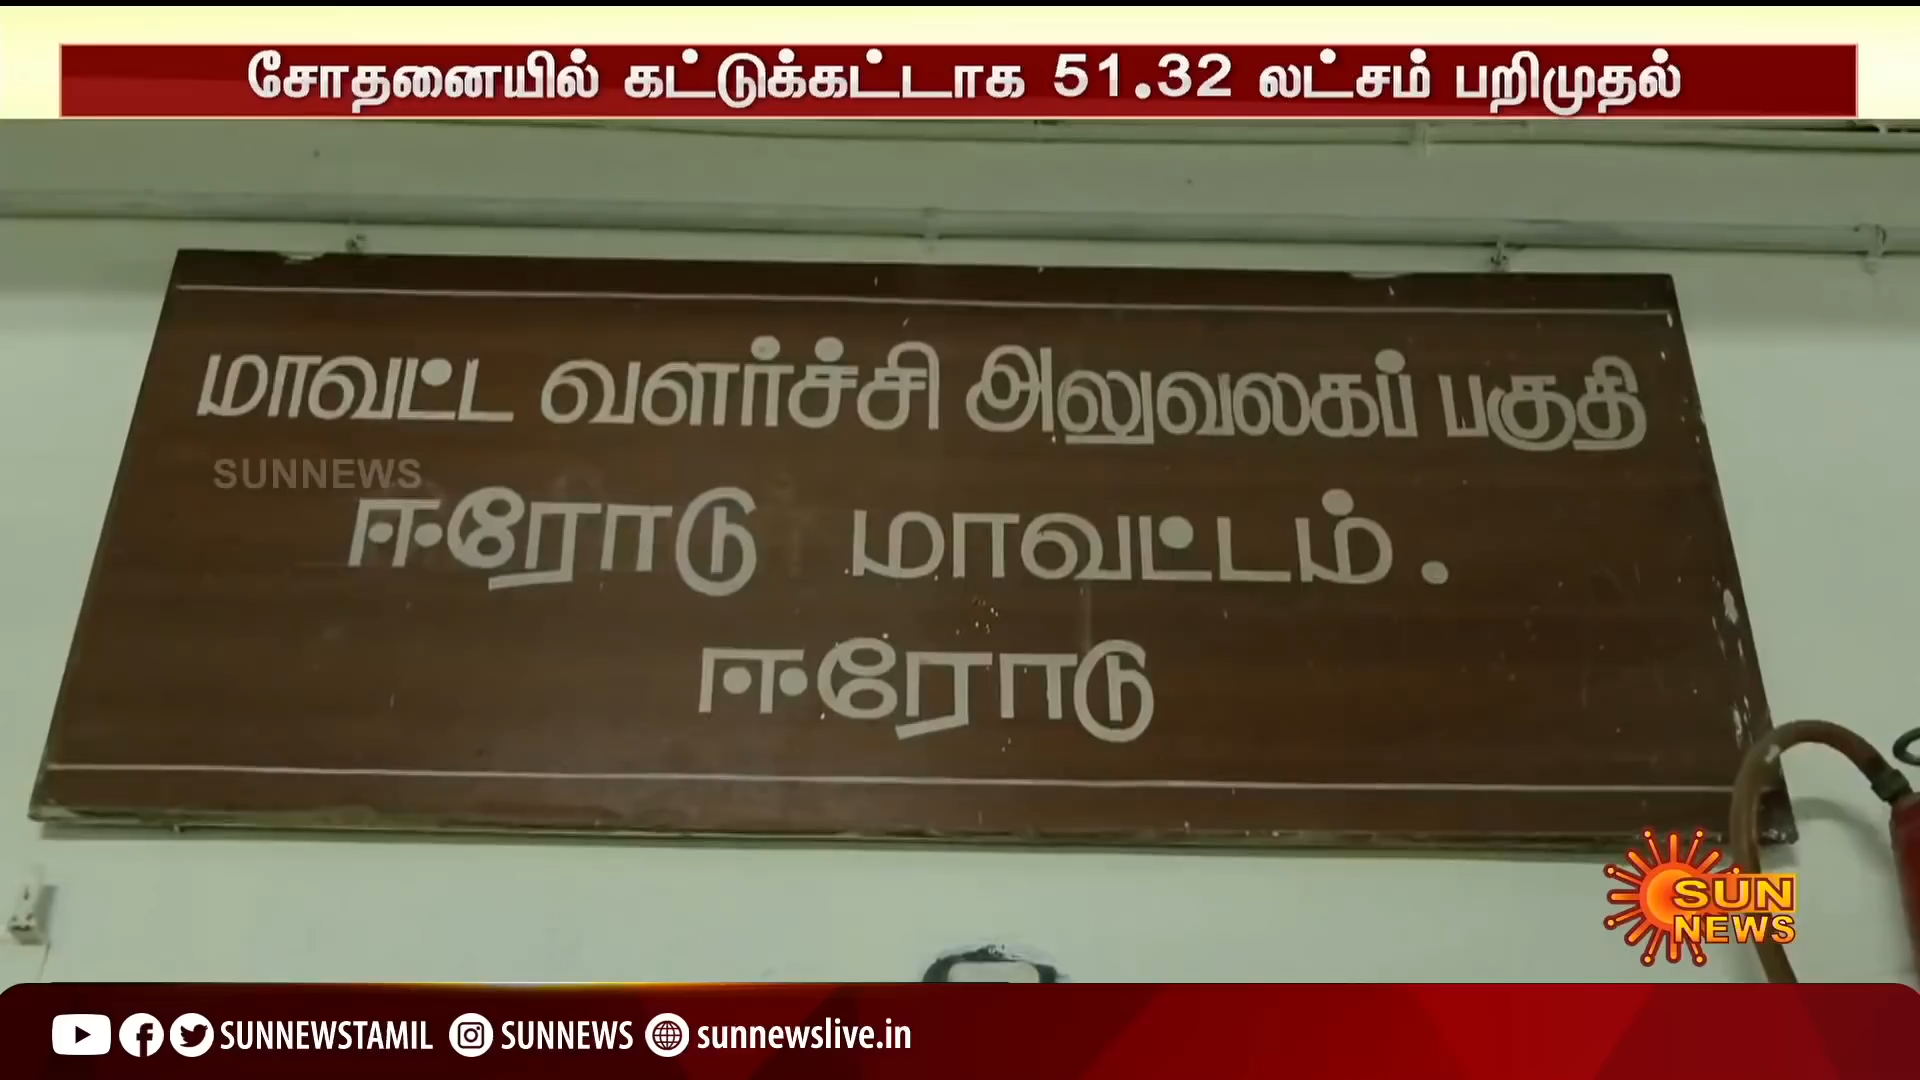 சோதனையில் கட்டுக்கட்டாக 51.32 லட்சம் பறிமுதல்
மாவட்ட வளர்ச்சி அலுவலகப் பகுதி
SUNNEWS
ஈரோடு மாவட்டம்.
ஈரோடு
SUN
NEWS
SUNNEWSTAMIL SUNNEWS sunnewslive.in